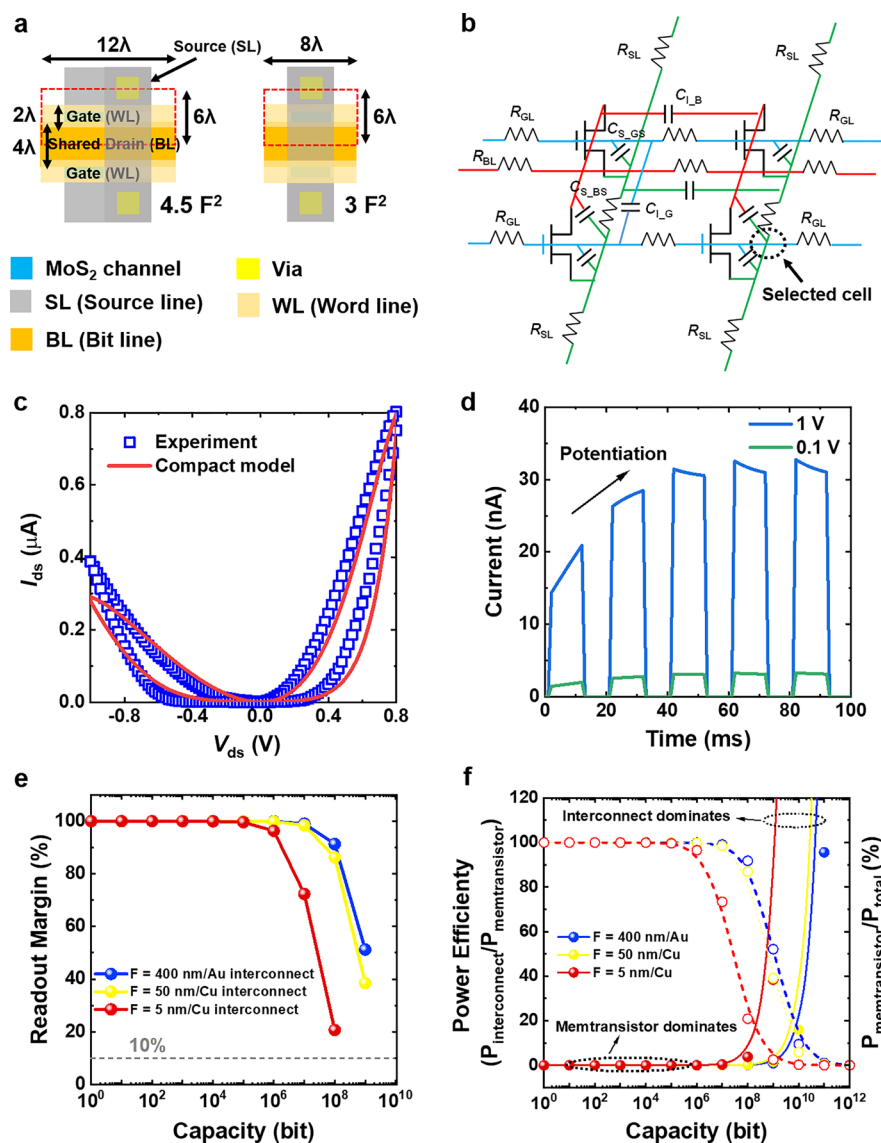 a
12λ
Source (SL)
8λ
2λ
Gate (WL)
6λ
6λ
4λ
Shared Drain (BL)
Gate (WL)
4.5 F²
3 F²
MoS₂ channel
Via
SL (Source line)
WL (Word line)
BL (Bit line)
b
R_SL
R_SL
C_I_B
R_GL
C_S_GS
R_GL
R_BL
C_S_BS
C_I_G
R_GL
R_GL
Selected cell
R_SL
R_SL
c
0.8
Experiment
Compact model
0.6
0.4
0.2
0.0
I_ds (μA)
-0.8 -0.4 0.0 0.4 0.8
V_ds (V)
d
40
1 V
0.1 V
Potentiation
30
20
10
0
Current (nA)
0 20 40 60 80 100
Time (ms)
e
120
100
80
60
40
20
0
Readout Margin (%)
F = 400 nm/Au interconnect
F = 50 nm/Cu interconnect
F = 5 nm/Cu interconnect
10%
10⁰ 10² 10⁴ 10⁶ 10⁸ 10¹⁰
Capacity (bit)
f
120
Interconnect dominates
100
80
60
40
20
0
Power Efficienty
(P_interconnect/P_memtransistor)
F = 400 nm/Au
F = 50 nm/Cu
F = 5 nm/Cu
Memtransistor dominates
P_memtransistor/P_total (%)
10⁰ 10² 10⁴ 10⁶ 10⁸ 10¹⁰ 10¹²
Capacity (bit)